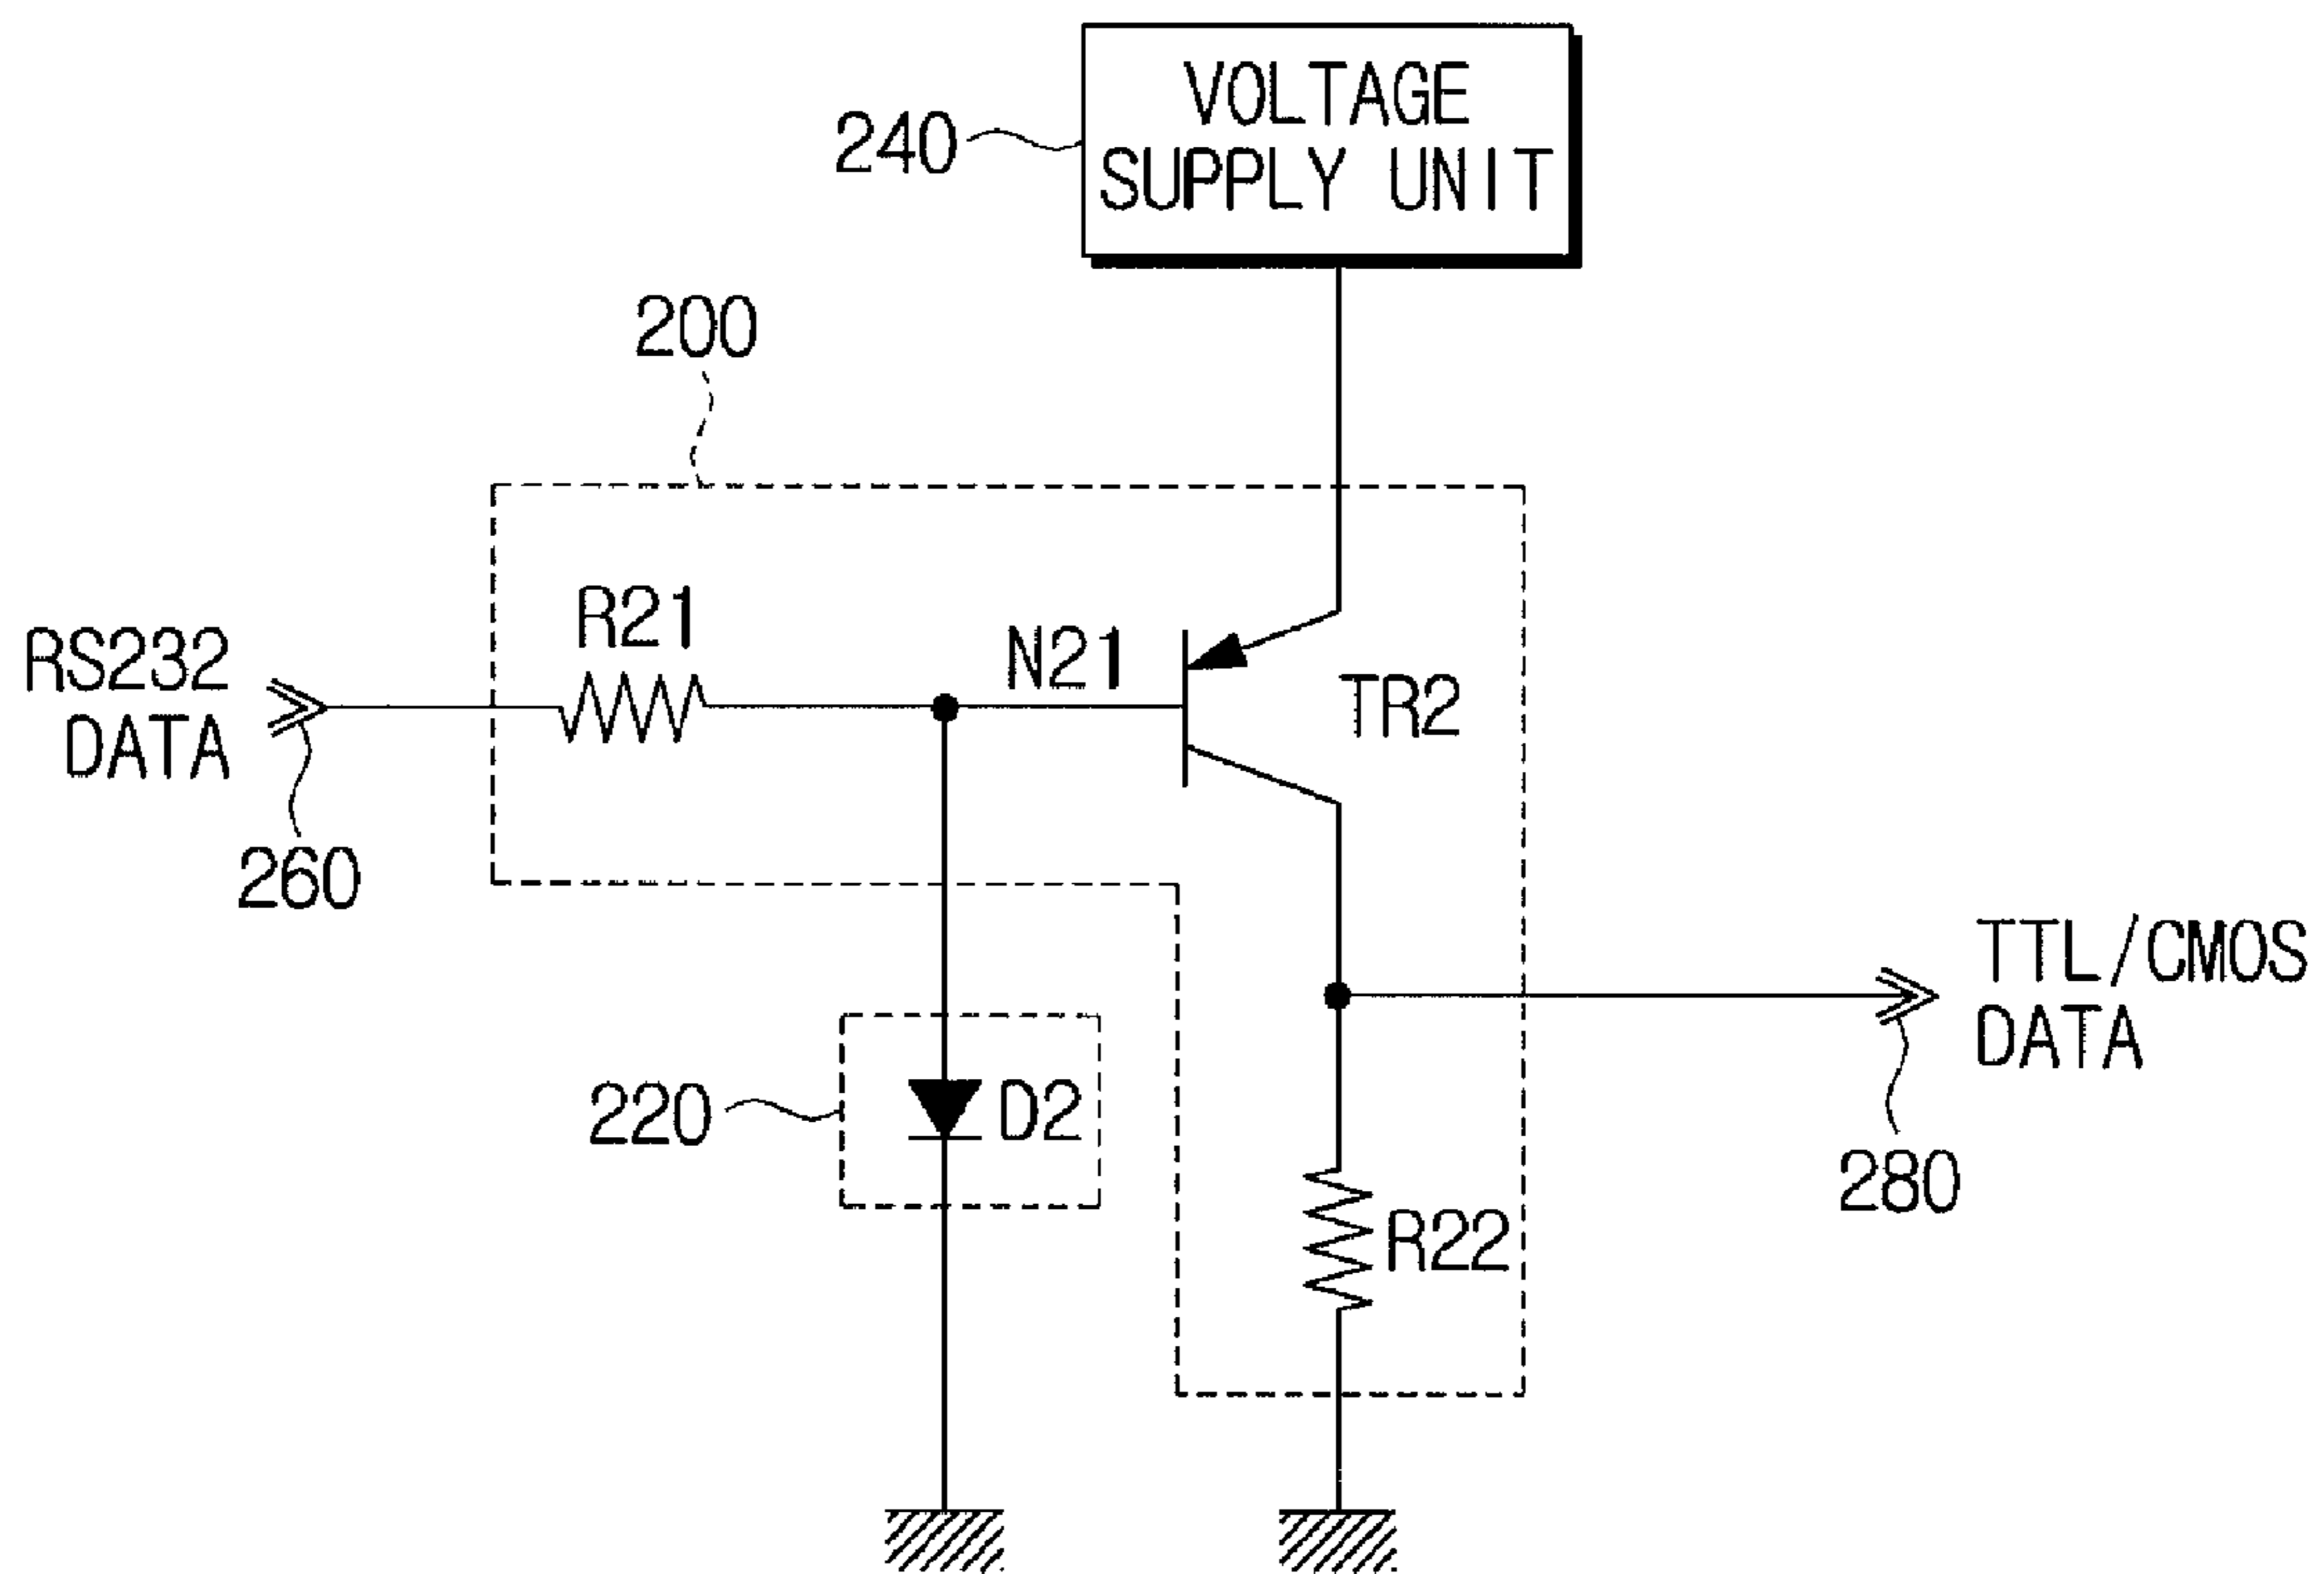 VOLTAGE
SUPPLY UNIT
240
200
R21
RS232
DATA
N21
TR2
260
TTL/CMOS
DATA
220
D2
280
R22